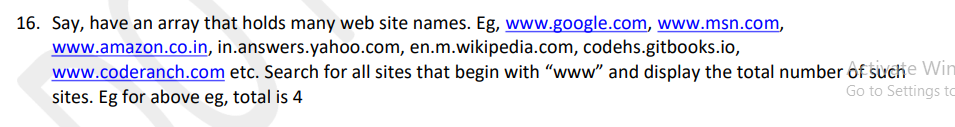 16. Say, have an array that holds many web site names. Eg, www.google.com, www.msn.com,
www.amazon.co.in, in.answers.yahoo.com, en.m.wikipedia.com, codehs.gitbooks.io,
www.coderanch.com etc. Search for all sites that begin with “www” and display the total number of such
sites. Eg for above eg, total is 4
Activate Win
Go to Settings to